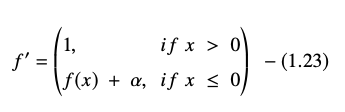 f' = (1, if x > 0
f(x) + α, if x ≤ 0) – (1.23)